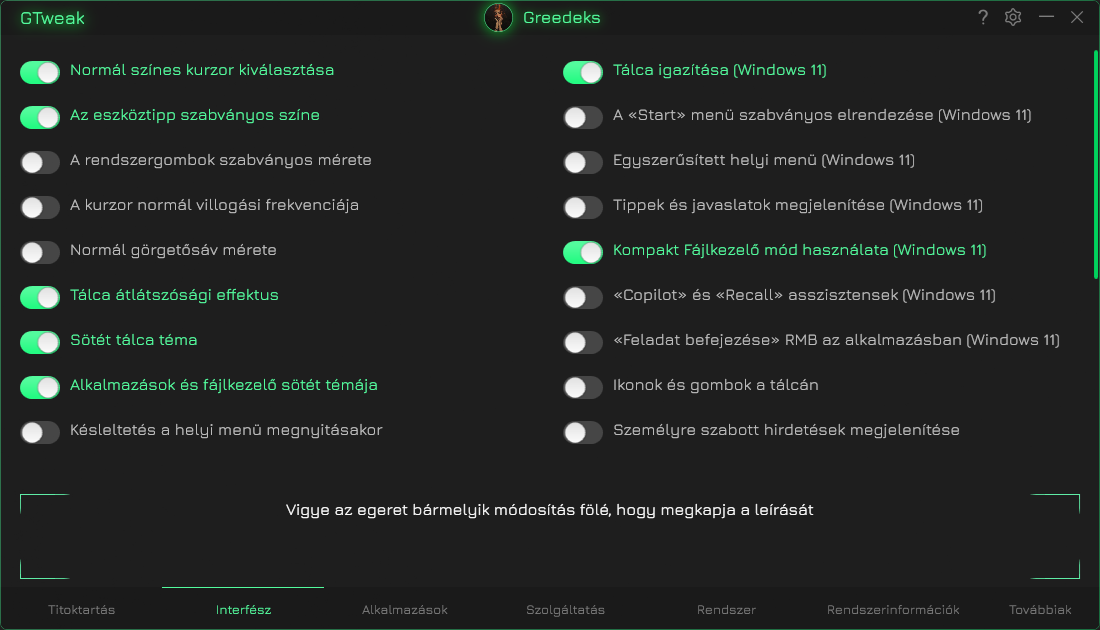 GTweak
Greedeks
?
Normál színes kurzor kiválasztása
Az eszköztipp szabványos színe
A rendszergombok szabványos mérete
A kurzor normál villogási frekvenciája
Normál görgetősáv mérete
Tálca átlátszósági effektus
Sötét tálca téma
Alkalmazások és fájlkezelő sötét témája
Késleltetés a helyi menü megnyitásakor
Tálca igazítása (Windows 11)
A «Start» menü szabványos elrendezése (Windows 11)
Egyszerűsített helyi menü (Windows 11)
Tippek és javaslatok megjelenítése (Windows 11)
Kompakt Fájlkezelő mód használata (Windows 11)
«Copilot» és «Recall» asszisztensek (Windows 11)
«Feladat befejezése» RMB az alkalmazásban (Windows 11)
Ikonok és gombok a tálcán
Személyre szabott hirdetések megjelenítése
Vigye az egeret bármelyik módosítás fölé, hogy megkapja a leírását
Titoktartás
Interfész
Alkalmazások
Szolgáltatás
Rendszer
Rendszerinformációk
Továbbiak